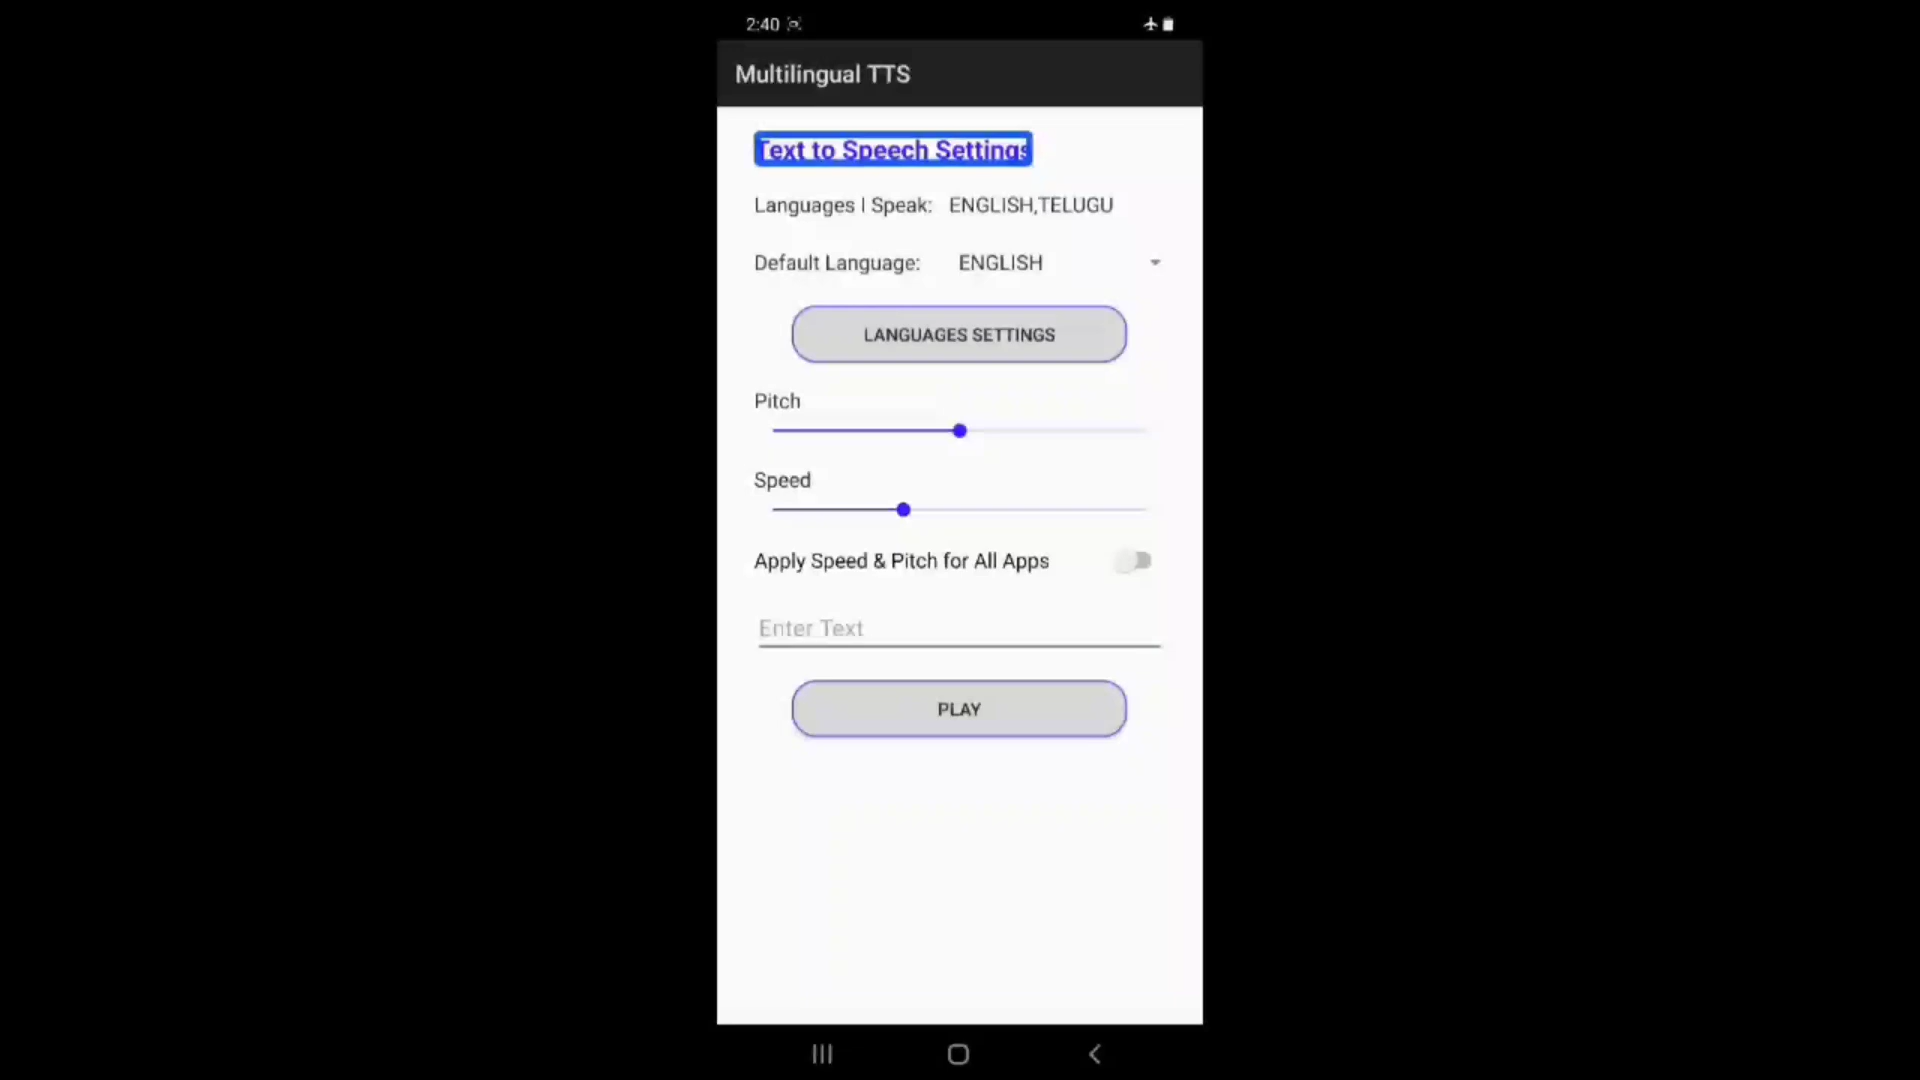 2:40
Multilingual TTS
Text to Speech Settings
Languages I Speak: ENGLISH,TELUGU
Default Language: ENGLISH
LANGUAGES SETTINGS
Pitch
Speed
Apply Speed & Pitch for All Apps
Enter Text
PLAY